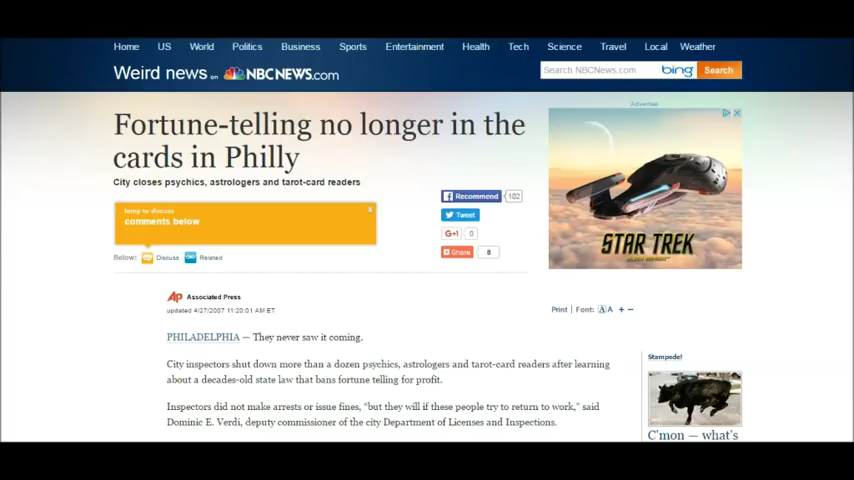 Home US World Politics Business Sports Entertainment Health Tech Science Travel Local Weather
Weird news on NBCNEWS.com
Search NBCNews.com bing Search
Advertise
Fortune-telling no longer in the
cards in Philly
City closes psychics, astrologers and tarot-card readers
Jump to discuss x
comments below
Below: Discuss Related
Recommend 102
Tweet
G+1 0
Share 8
STAR TREK
AP Associated Press
updated 4/27/2007 11:20:01 AM ET
Print Font: A A + −
PHILADELPHIA — They never saw it coming.
City inspectors shut down more than a dozen psychics, astrologers and tarot-card readers after learning
about a decades-old state law that bans fortune telling for profit.
Inspectors did not make arrests or issue fines, "but they will if these people try to return to work," said
Dominic E. Verdi, deputy commissioner of the city Department of Licenses and Inspections.
Stampede!
C'mon — what's